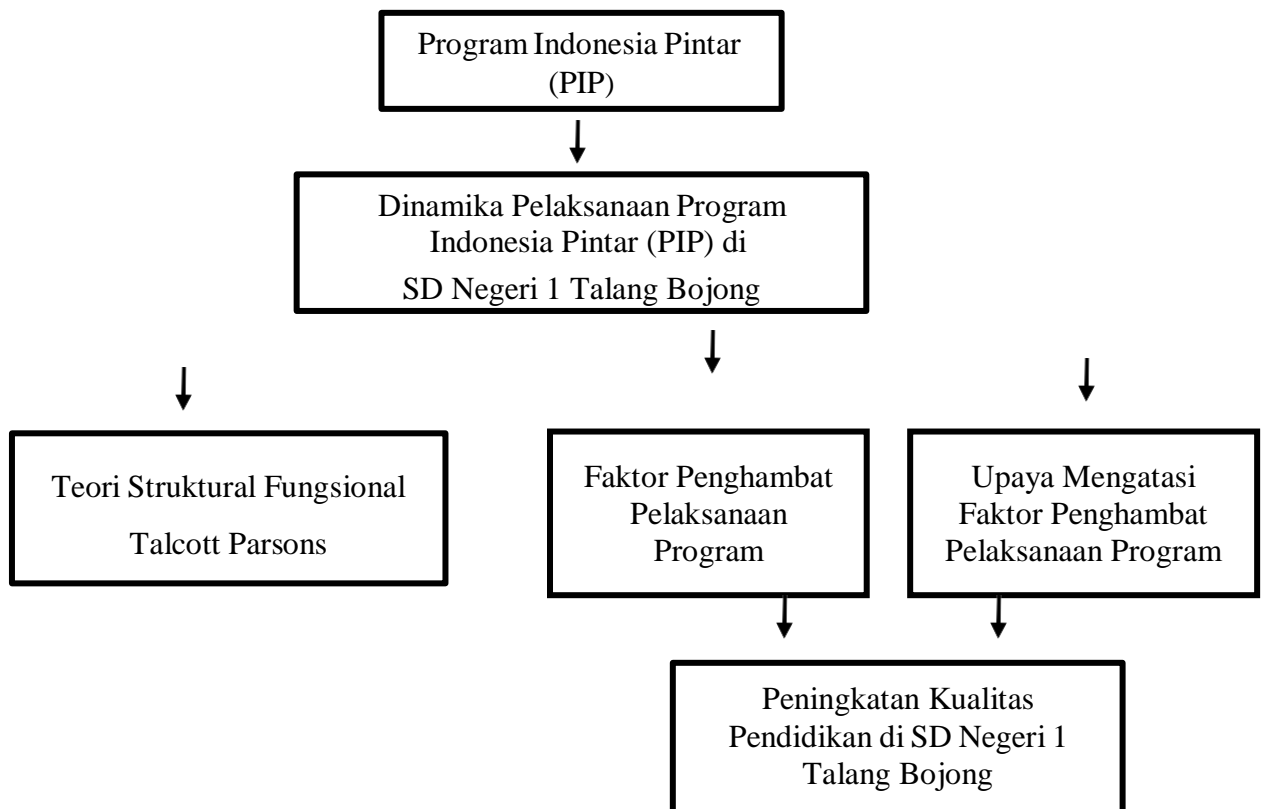 Program Indonesia Pintar
(PIP)
Dinamika Pelaksanaan Program
Indonesia Pintar (PIP) di
SD Negeri 1 Talang Bojong
Teori Struktural Fungsional
Talcott Parsons
Faktor Penghambat
Pelaksanaan
Program
Upaya Mengatasi
Faktor Penghambat
Pelaksanaan Program
Peningkatan Kualitas
Pendidikan di SD Negeri 1
Talang Bojong